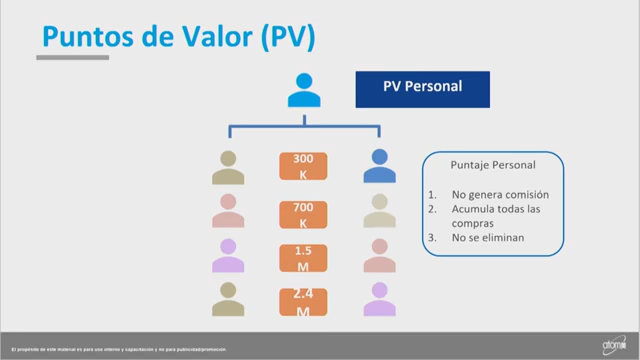 Puntos de Valor (PV)
PV Personal
300
K
700
K
1.5
M
2.4
M
Puntaje Personal
1. No genera comisión
2. Acumula todas las
compras
3. No se eliminan
El propósito de este material es para uso interno y capacitación y no para publicidad/promoción.
atomy